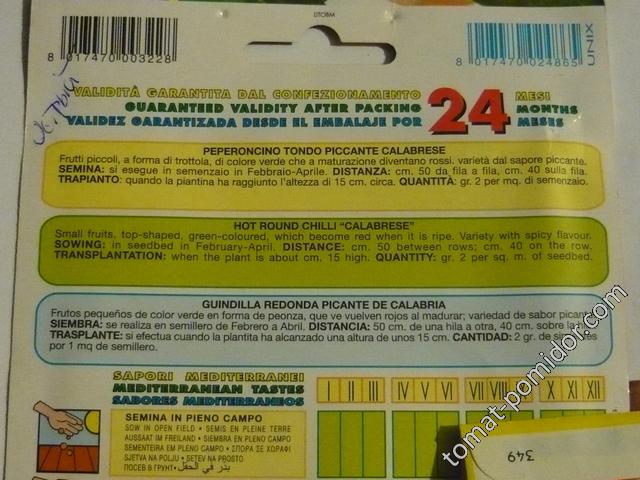 UTOBM
8 017470 003228
8 017470 024865
UNIX
VALIDITÀ GARANTITA DAL CONFEZIONAMENTO
GUARANTEED VALIDITY AFTER PACKING
VALIDEZ GARANTIZADA DESDE EL EMBALAJE POR
24
MESI
MONTHS
MESES
PEPERONCINO TONDO PICCANTE CALABRESE
Frutti piccoli, a forma di trottola, di colore verde che a maturazione diventano rossi. varietà dal sapore piccante.
SEMINA: si esegue in semenzaio in Febbraio-Aprile. DISTANZA: cm. 50 da fila a fila, cm. 40 sulla fila.
TRAPIANTO: quando la piantina ha raggiunto l'altezza di 15 cm. circa. QUANTITÀ: gr. 2 per mq. di semenzaio.
HOT ROUND CHILLI "CALABRESE"
Small fruits, top-shaped, green-coloured, which become red when it is ripe. Variety with spicy flavour.
SOWING: in seedbed in February-April. DISTANCE: cm. 50 between rows; cm. 40 on the row.
TRANSPLANTATION: when the plant is about cm. 15 high. QUANTITY: gr. 2 per sq. m. of seedbed.
GUINDILLA REDONDA PICANTE DE CALABRIA
Frutos pequeños de color verde en forma de peonza, que ve vuelven rojos al madurar; variedad de sabor picante.
SIEMBRA: se realiza en semillero de Febrero a Abril. DISTANCIA: 50 cm. de una hila a otra, 40 cm. sobre la
TRASPLANTE: si efectúa cuando la plantita ha alcanzado una altura de unos 15 cm. CANTIDAD: 2 gr. de
por 1 mq de semillero.
SAPORI MEDITERRANEI
MEDITERRANEAN TASTES
SABORES MEDITERRANEOS
I II III IV V VI VII VIII X XI XII
SEMINA IN PIENO CAMPO
SOW IN OPEN FIELD • SEMIS EN PLEINE TERRE
AUSSAAT IM FREILAND • SIEMBRA EN PLENO CAMPO
SEMENTEIRA EM PLENO CAMPO • ΣΠΟΡΑ ΣΕ ΧΩΡΑΦΙ
SJETVA NA POLJU • SETEV NA PROSTO
ПОСЕВ В ГРУНТ • بذر في الحقل
349
tomat-pomidor.com